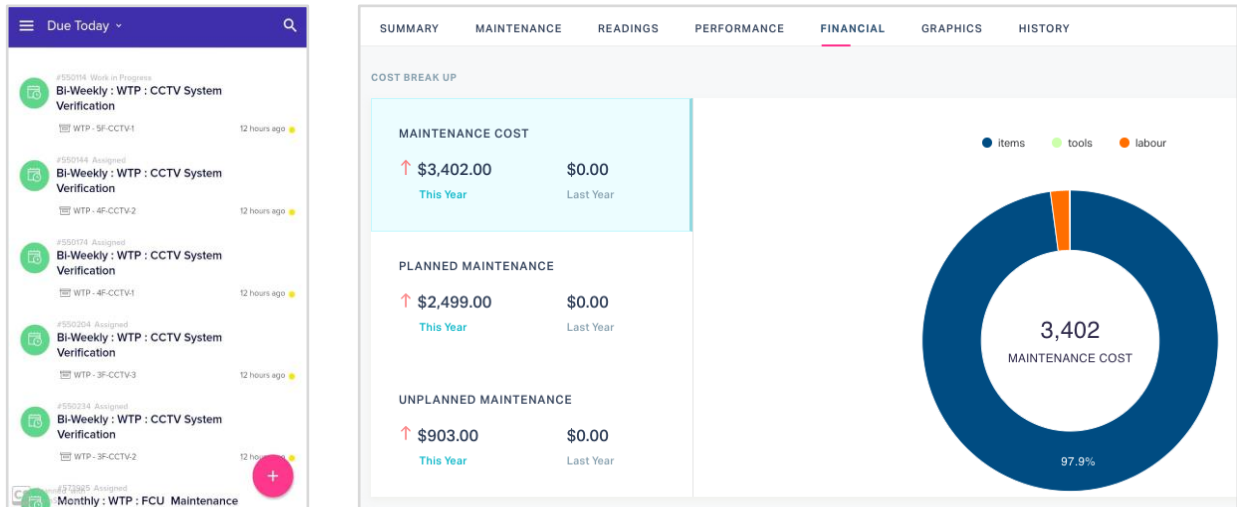 Due Today
#550114 Work in Progress
Bi-Weekly : WTP : CCTV System
Verification
WTP - 5F-CCTV-1
12 hours ago
#550144 Assigned
Bi-Weekly : WTP : CCTV System
Verification
WTP - 4F-CCTV-2
12 hours ago
#550174 Assigned
Bi-Weekly : WTP : CCTV System
Verification
WTP - 4F-CCTV-1
12 hours ago
#550204 Assigned
Bi-Weekly : WTP : CCTV System
Verification
WTP - 3F-CCTV-3
12 hours ago
#550234 Assigned
Bi-Weekly : WTP : CCTV System
Verification
WTP - 3F-CCTV-2
12
+
#573925 Assigned
Monthly : WTP : FCU Maintenance
SUMMARY MAINTENANCE READINGS PERFORMANCE FINANCIAL GRAPHICS HISTORY
COST BREAK UP
MAINTENANCE COST
↑ $3,402.00 $0.00
This Year Last Year
PLANNED MAINTENANCE
↑ $2,499.00 $0.00
This Year Last Year
UNPLANNED MAINTENANCE
↑ $903.00 $0.00
This Year Last Year
items tools labour
3,402
MAINTENANCE COST
97.9%